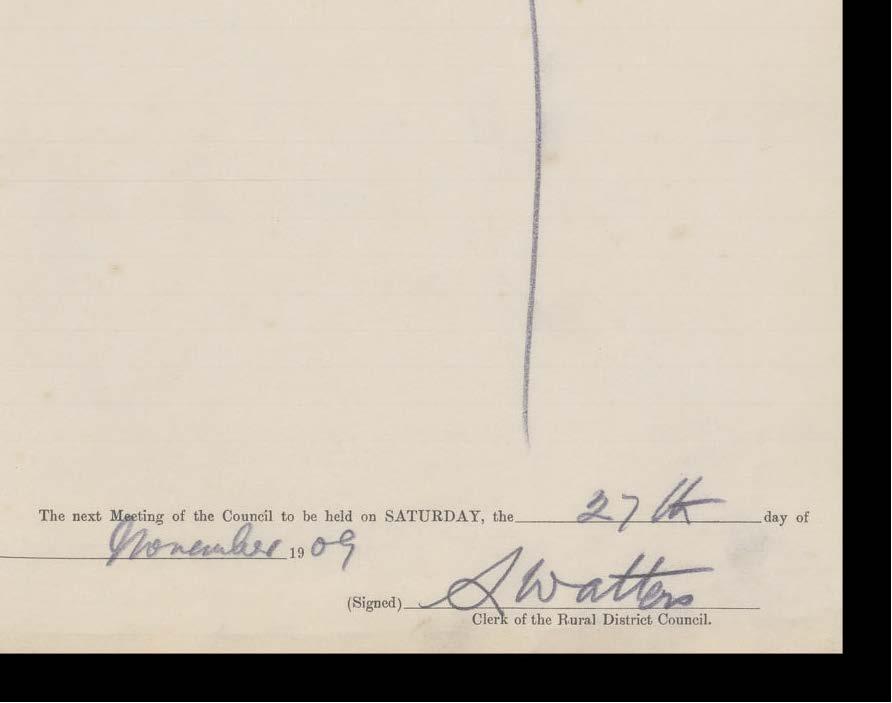 The next Meeting of the Council to be held on SATURDAY, the 27th day of
November 1909
(Signed) S Watters
Clerk of the Rural District Council.